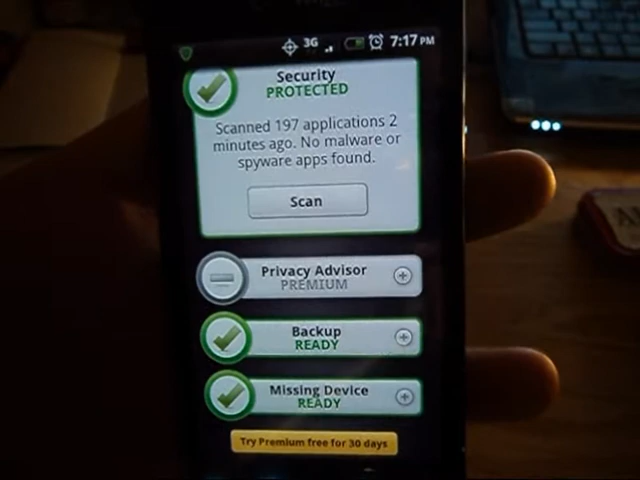 3G 7:17 PM
Security
PROTECTED
Scanned 197 applications 2
minutes ago. No malware or
spyware apps found.
Scan
Privacy Advisor
PREMIUM
Backup
READY
Missing Device
READY
Try Premium free for 30 days